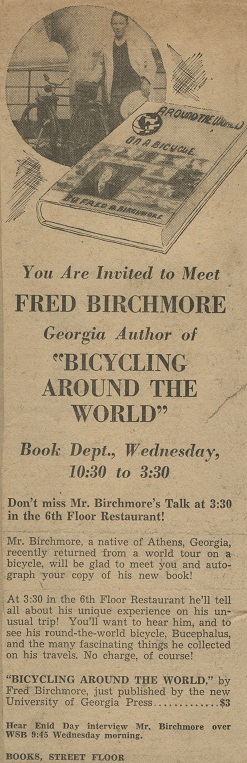 AROUND THE WORLD
ON A BICYCLE
BY FRED A. BIRCHMORE
You Are Invited to Meet
FRED BIRCHMORE
Georgia Author of
"BICYCLING
AROUND THE
WORLD"
Book Dept., Wednesday,
10:30 to 3:30
Don't miss Mr. Birchmore's Talk at 3:30
in the 6th Floor Restaurant!
Mr. Birchmore, a native of Athens, Georgia,
recently returned from a world tour on a
bicycle, will be glad to meet you and auto-
graph your copy of his new book!
At 3:30 in the 6th Floor Restaurant he'll tell
all about his unique experience on his un-
usual trip! You'll want to hear him, and to
see his round-the-world bicycle, Bucephalus,
and the many fascinating things he collected
on his travels. No charge, of course!
"BICYCLING AROUND THE WORLD," by
Fred Birchmore, just published by the new
University of Georgia Press.............$3
Hear Enid Day interview Mr. Birchmore over
WSB 9:45 Wednesday morning.
BOOKS, STREET FLOOR